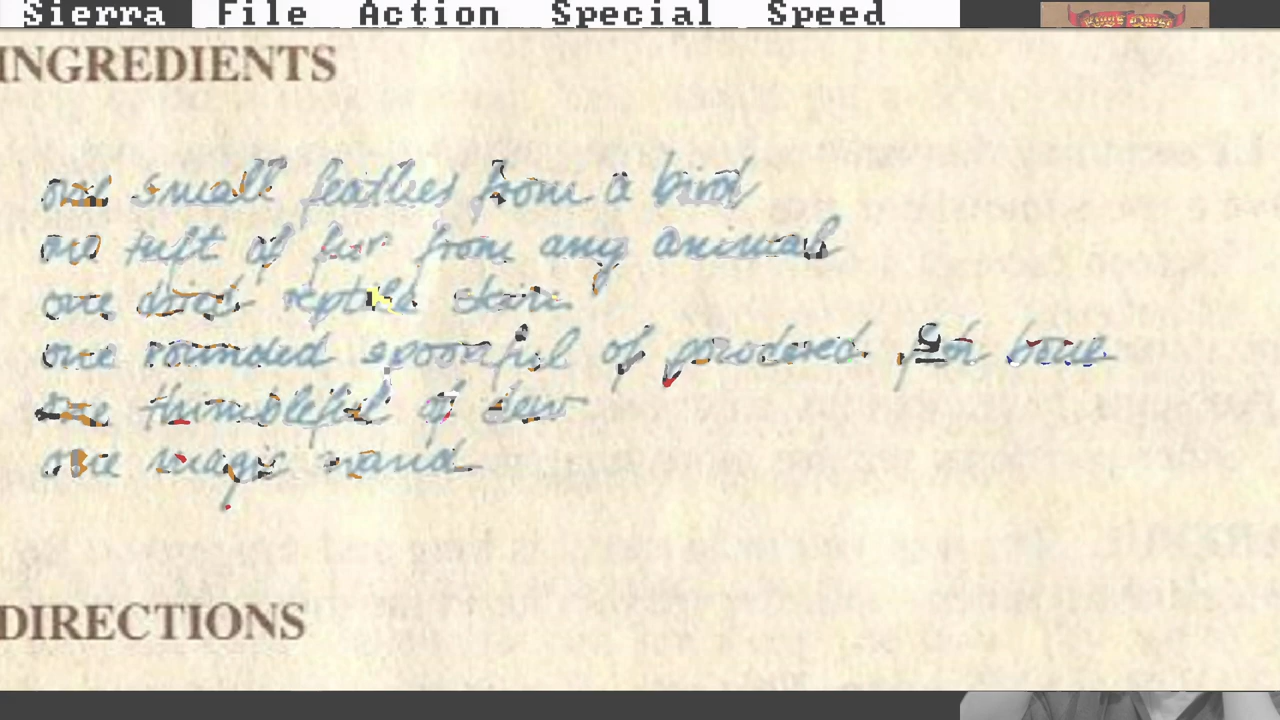 Sierra File Action Special Speed
INGREDIENTS
one small feather from a bird
one tuft of fur from any animal
one dried reptile skin
one rounded spoonful of powdered fish bone
one thimbleful of dew
one magic wand
DIRECTIONS